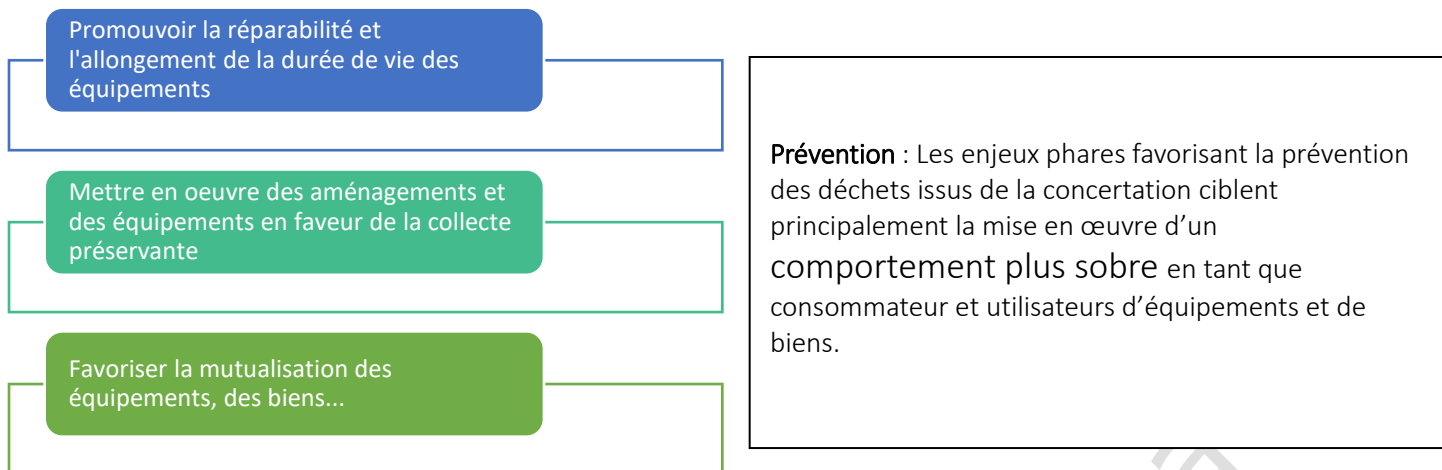 Promouvoir la réparabilité et
l'allongement de la durée de vie des
équipements
Mettre en oeuvre des aménagements et
des équipements en faveur de la collecte
préservante
Favoriser la mutualisation des
équipements, des biens...
Prévention : Les enjeux phares favorisant la prévention
des déchets issus de la concertation ciblent
principalement la mise en œuvre d’un
comportement plus sobre en tant que
consommateur et utilisateurs d’équipements et de
biens.